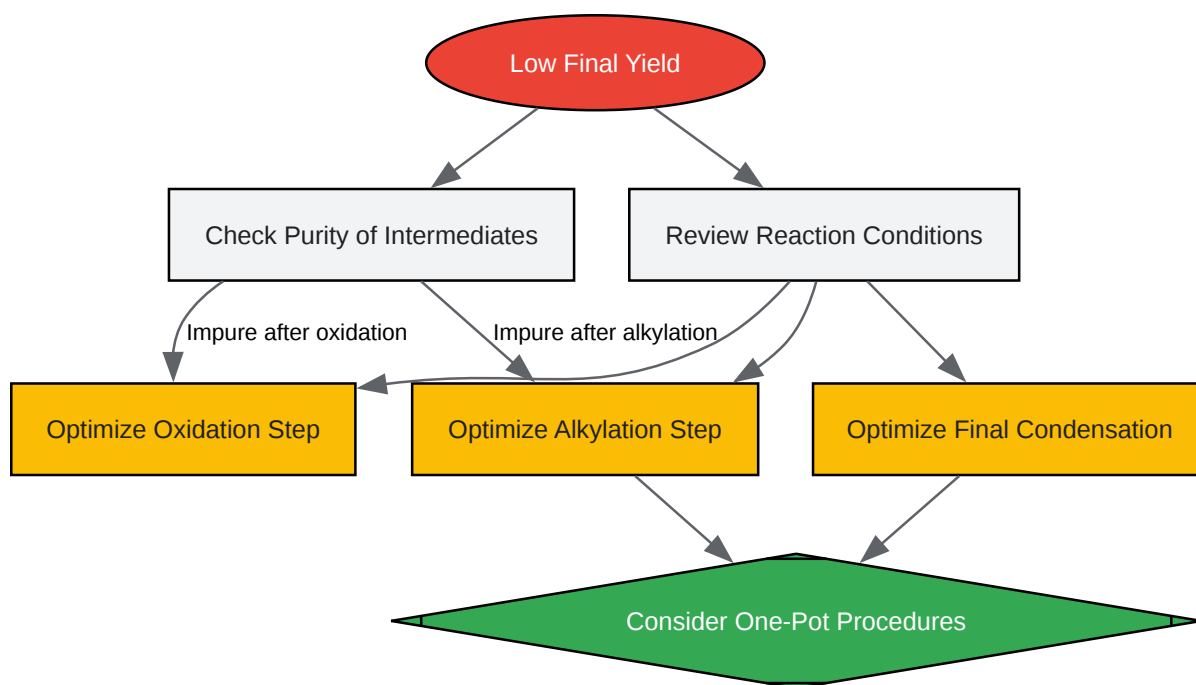 Low Final Yield
Check Purity of Intermediates
Review Reaction Conditions
Impure after oxidation
Impure after alkylation
Optimize Oxidation Step
Optimize Alkylation Step
Optimize Final Condensation
Consider One-Pot Procedures